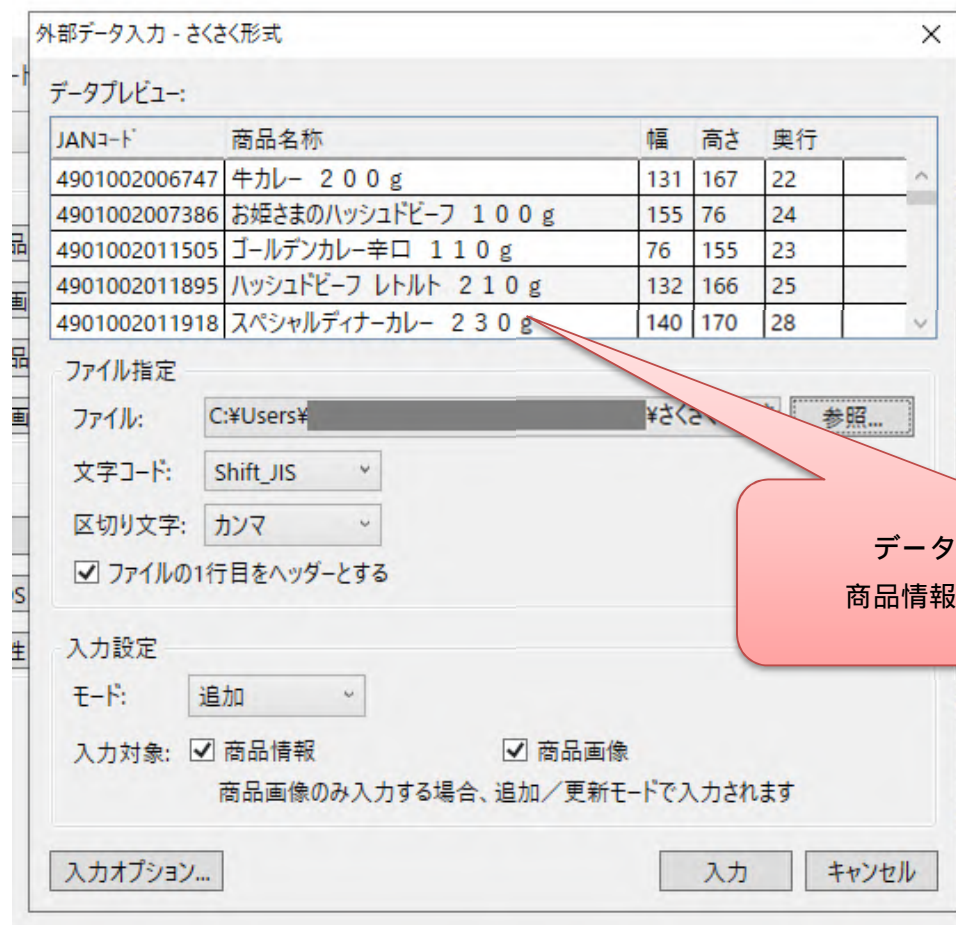 外部データ入力 - さくさく形式
データプレビュー:
JANコード 商品名称 幅 高さ 奥行
4901002006747 牛カレー ２００ｇ 131 167 22
4901002007386 お姫さまのハッシュドビーフ １００ｇ 155 76 24
4901002011505 ゴールデンカレー辛口 １１０ｇ 76 155 23
4901002011895 ハッシュドビーフ レトルト ２１０ｇ 132 166 25
4901002011918 スペシャルディナーカレー ２３０ｇ 140 170 28
ファイル指定
ファイル: C:¥Users¥ ¥さくさ 参照...
文字コード: Shift_JIS
区切り文字: カンマ
ファイルの1行目をヘッダーとする
データ
商品情報
入力設定
モード: 追加
入力対象: 商品情報 商品画像
商品画像のみ入力する場合、追加／更新モードで入力されます
入力オプション... 入力 キャンセル
品
画
品
画
S
性